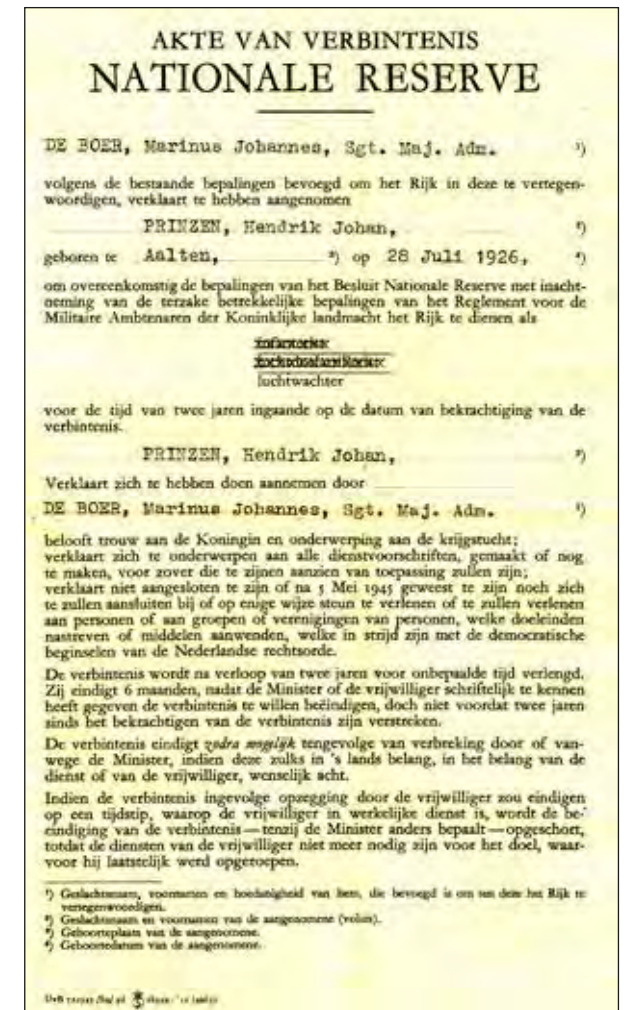 AKTE VAN VERBINTENIS
NATIONALE RESERVE
DE BOER, Marinus Johannes, Sgt. Maj. Adm. ¹)
volgens de bestaande bepalingen bevoegd om het Rijk in deze te vertegen-
woordigen, verklaart te hebben aangenomen
PRINZEN, Hendrik Johan, ²)
geboren te Aalten, ³) op 28 Juli 1926, ⁴)
om overeenkomstig de bepalingen van het Besluit Nationale Reserve met inacht-
neming van de terzake betrekkelijke bepalingen van het Reglement voor de
Militaire Ambtenaren der Koninklijke landmacht het Rijk te dienen als
luchtwachter
voor de tijd van twee jaren ingaande op de datum van bekrachtiging van de
verbintenis.
PRINZEN, Hendrik Johan, ²)
Verklaart zich te hebben doen aannemen door
DE BOER, Marinus Johannes, Sgt. Maj. Adm. ¹)
belooft trouw aan de Koningin en onderwerping aan de krijgstucht;
verklaart zich te onderwerpen aan alle dienstvoorschriften, gemaakt of nog
te maken, voor zover die te zijnen aanzien van toepassing zullen zijn;
verklaart niet aangesloten te zijn of na 5 Mei 1945 geweest te zijn noch zich
te zullen aansluiten bij of op enige wijze steun te verlenen of te zullen verlenen
aan personen of aan groepen of verenigingen van personen, welke doeleinden
nastreven of middelen aanwenden, welke in strijd zijn met de democratische
beginselen van de Nederlandse rechtsorde.
De verbintenis wordt na verloop van twee jaren voor onbepaalde tijd verlengd.
Zij eindigt 6 maanden, nadat de Minister of de vrijwilliger schriftelijk te kennen
heeft gegeven de verbintenis te willen beëindigen, doch niet voordat twee jaren
sinds het bekrachtigen van de verbintenis zijn verstreken.
De verbintenis eindigt zodra mogelijk tengevolge van verbreking door of van-
wege de Minister, indien deze zulks in 's lands belang, in het belang van de
dienst of van de vrijwilliger, wenselijk acht.
Indien de verbintenis ingevolge opzegging door de vrijwilliger zou eindigen
op een tijdstip, waarop de vrijwilliger in werkelijke dienst is, wordt de be-
eindiging van de verbintenis — tenzij de Minister anders bepaalt — opgeschort,
totdat de diensten van de vrijwilliger niet meer nodig zijn voor het doel, waar-
voor hij laatstelijk werd opgeroepen.
¹) Geslachtsnaam, voornamen en hoedanigheid van hem, die bevoegd is om ten deze het Rijk te
vertegenwoordigen.
²) Geslachtsnaam en voornamen van de aangenomene (voluit).
³) Geboorteplaats van de aangenomene.
⁴) Geboortedatum van de aangenomene.